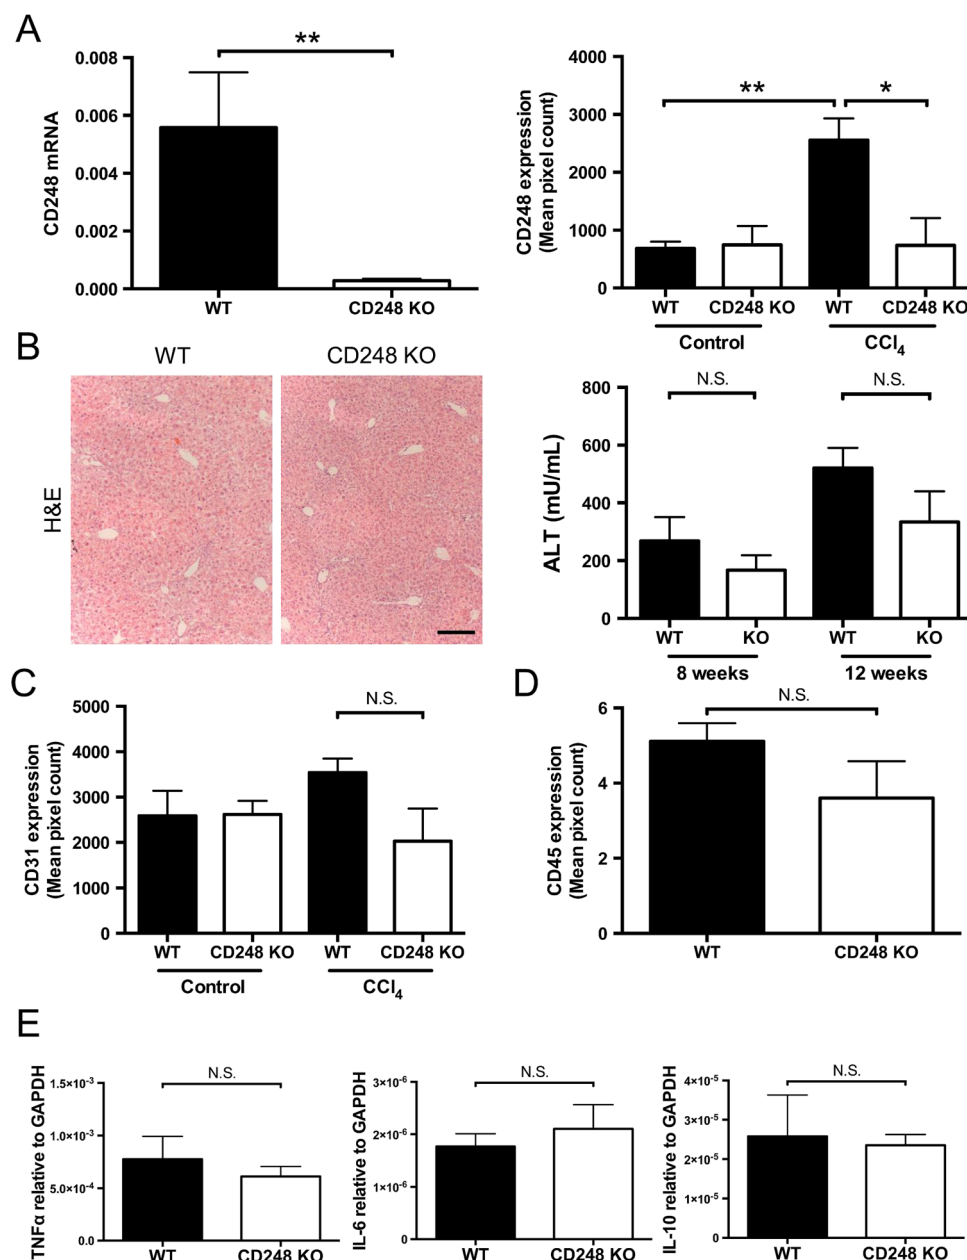 A
**
0.008
0.006
0.004
0.002
0.000
CD248 mRNA
WT
CD248 KO
**
*
4000
3000
2000
1000
0
CD248 expression
(Mean pixel count)
WT
CD248 KO
WT
CD248 KO
Control
CCl4
B
WT
CD248 KO
H&E
N.S.
N.S.
800
600
400
200
0
ALT (mU/mL)
WT
KO
WT
KO
8 weeks
12 weeks
C
N.S.
5000
4000
3000
2000
1000
0
CD31 expression
(Mean pixel count)
WT
CD248 KO
WT
CD248 KO
Control
CCl4
D
N.S.
6
4
2
0
CD45 expression
(Mean pixel count)
WT
CD248 KO
E
N.S.
1.5×10-3
1.0×10-3
5.0×10-4
0.0
TNFα relative to GAPDH
WT
CD248 KO
N.S.
3×10-6
2×10-6
1×10-6
0
IL-6 relative to GAPDH
WT
CD248 KO
N.S.
4×10-5
3×10-5
2×10-5
1×10-5
0
IL-10 relative to GAPDH
WT
CD248 KO